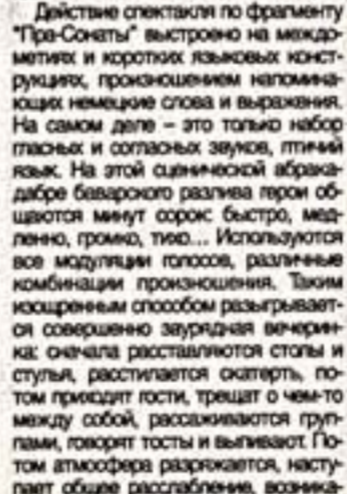 Действие спектакля по фрагменту
"Пра-Сонаты" выстроено на междо-
метиях и коротких языковых конст-
рукциях, произношением напомина-
ющих немецкие слова и выражения.
На самом деле – это только набор
гласных и согласных звуков, птичий
язык. На этой сценической абрака-
дабре баварского разлива герои об-
щаются минут сорок: быстро, мед-
ленно, громко, тихо... Используются
все модуляции голосов, различные
комбинации произношения. Таким
изощренным способом разыгрывает-
ся совершенно заурядная вечерин-
ка: сначала расставляются столы и
стулья, расстилается скатерть, по-
том приходят гости, трещат о чем-то
между собой, рассаживаются груп-
пами, говорят тосты и выпивают. По-
том атмосфера разряжается, насту-
пает общее расслабление, возника-